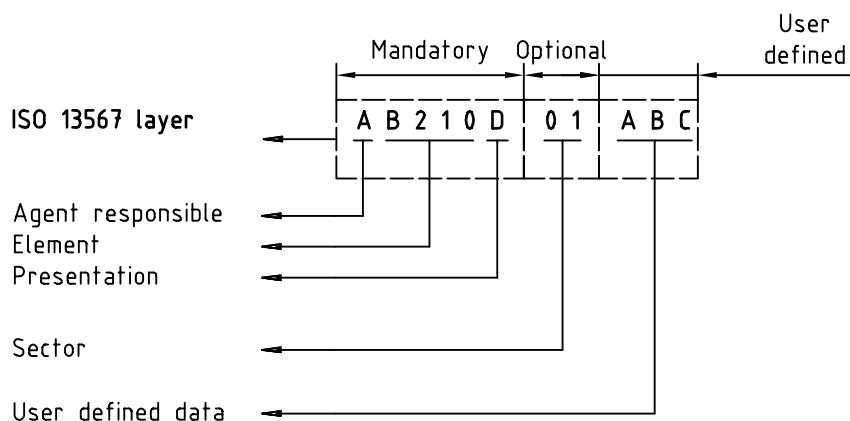 User
Mandatory Optional defined
ISO 13567 layer A B 2 1 0 D 0 1 A B C
Agent responsible
Element
Presentation
Sector
User defined data